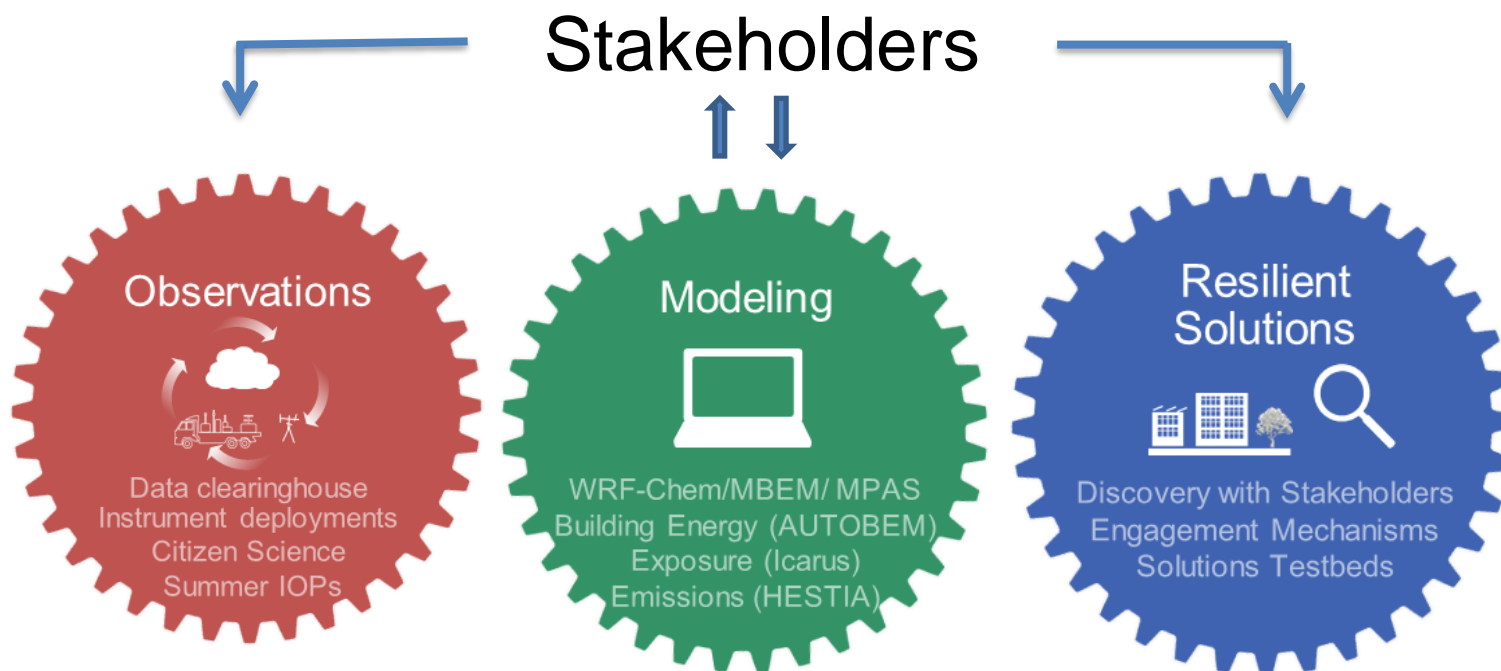 Stakeholders
Observations
Data clearinghouse
Instrument deployments
Citizen Science
Summer IOPs
Modeling
WRF-Chem/MBEM/ MPAS
Building Energy (AUTOBEM)
Exposure (Icarus)
Emissions (HESTIA)
Resilient
Solutions
Discovery with Stakeholders
Engagement Mechanisms
Solutions Testbeds